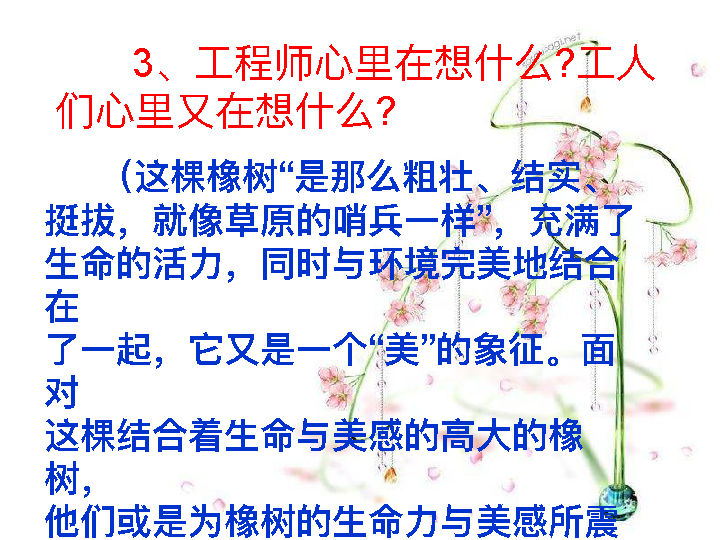 3、工程师心里在想什么?工人
们心里又在想什么?
（这棵橡树“是那么粗壮、结实、
挺拔，就像草原的哨兵一样”，充满了
生命的活力，同时与环境完美地结合
在
了一起，它又是一个“美”的象征。面
对
这棵结合着生命与美感的高大的橡
树，
他们或是为橡树的生命力与美感所震